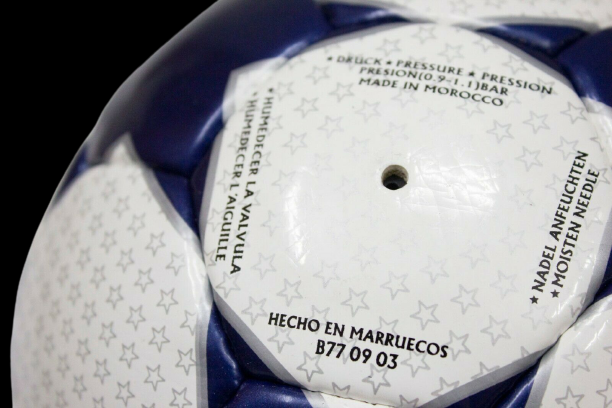 ★ DRUCK ★ PRESSURE ★ PRESSION
PRESION(0.9-1.1)BAR
MADE IN MOROCCO
★ HUMEDECER LA VALVULA
★ HUMEDECER L'AIGUILLE
★ NADEL ANFEUCHTEN
★ MOISTEN NEEDLE
HECHO EN MARRUECOS
B77 09 03